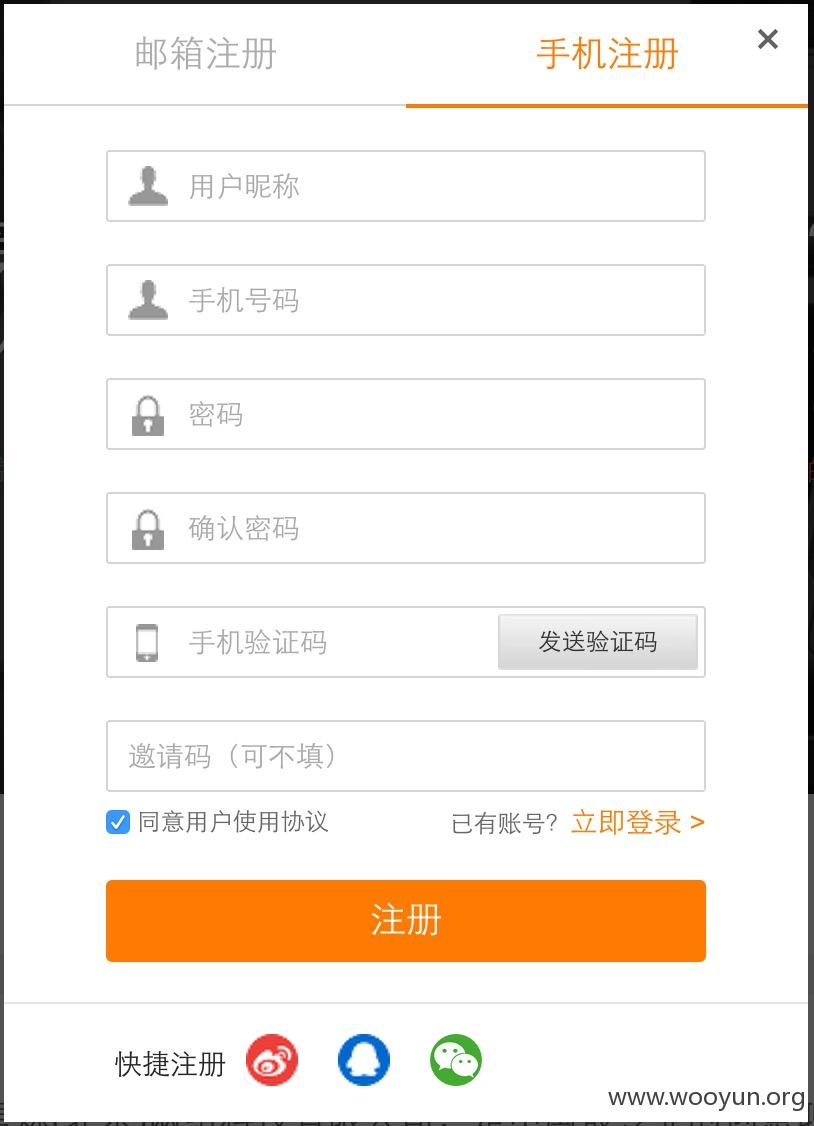 邮箱注册
手机注册
×
用户昵称
手机号码
密码
确认密码
手机验证码
发送验证码
邀请码（可不填）
同意用户使用协议
已有账号？ 立即登录 >
注册
快捷注册
www.wooyun.org